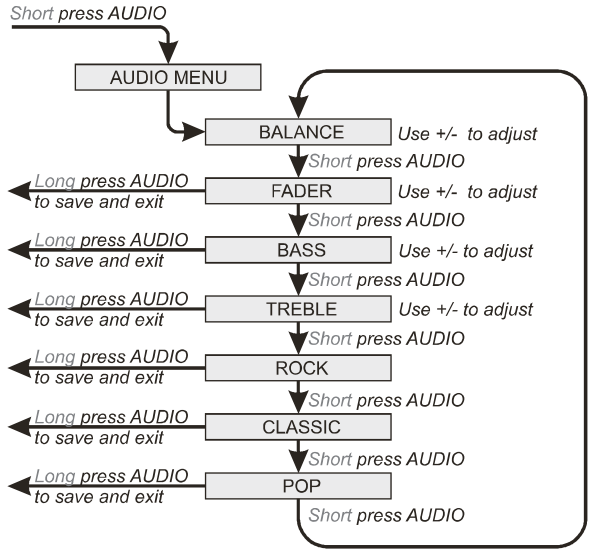 Short press AUDIO
AUDIO MENU
BALANCE
Use +/- to adjust
Short press AUDIO
Long press AUDIO
to save and exit
FADER
Use +/- to adjust
Short press AUDIO
Long press AUDIO
to save and exit
BASS
Use +/- to adjust
Short press AUDIO
Long press AUDIO
to save and exit
TREBLE
Use +/- to adjust
Short press AUDIO
Long press AUDIO
to save and exit
ROCK
Short press AUDIO
Long press AUDIO
to save and exit
CLASSIC
Short press AUDIO
Long press AUDIO
to save and exit
POP
Short press AUDIO